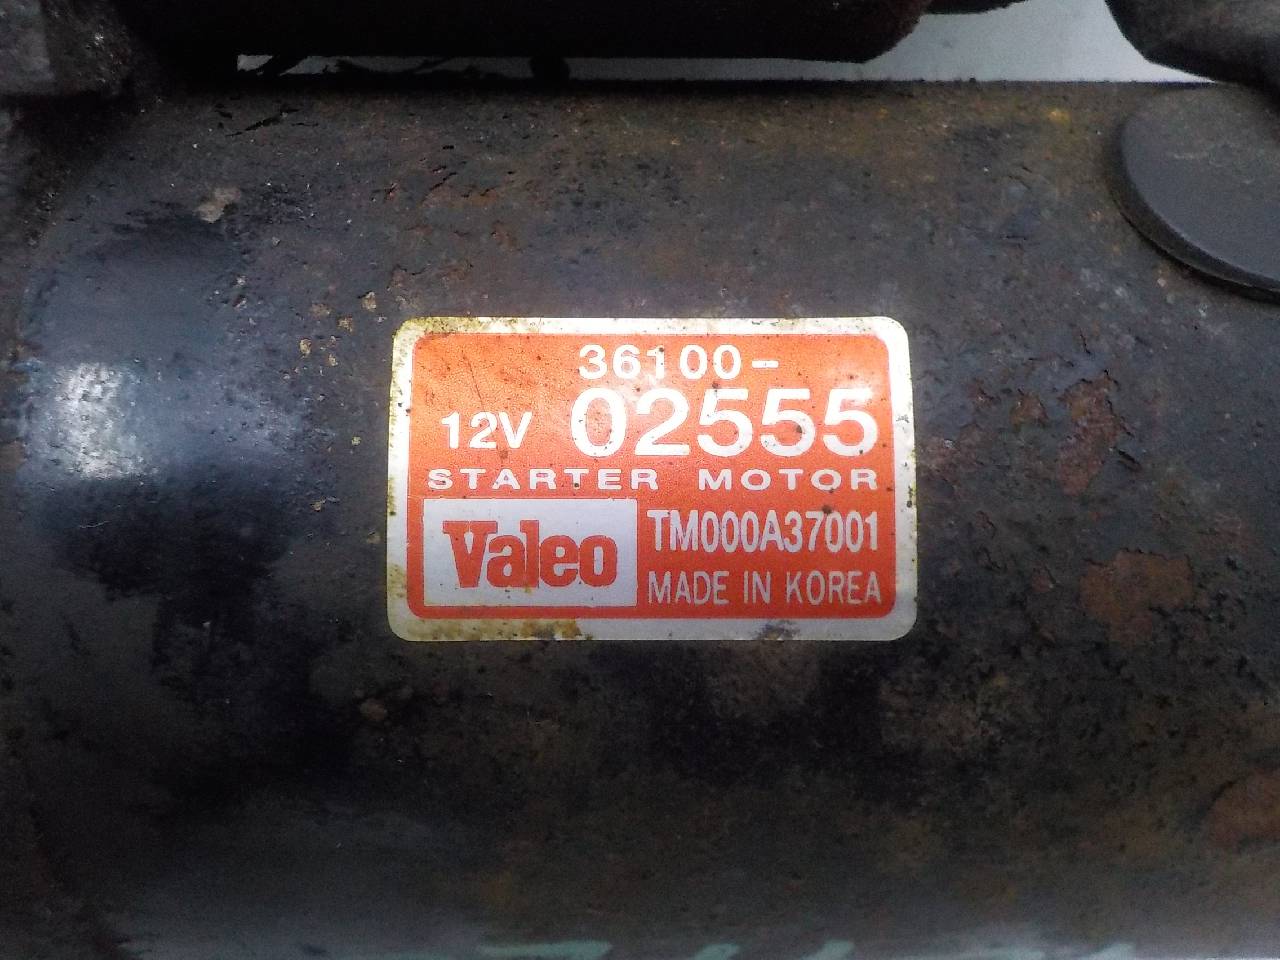 36100-
12V 02555
STARTER MOTOR
Valeo TM000A37001
MADE IN KOREA